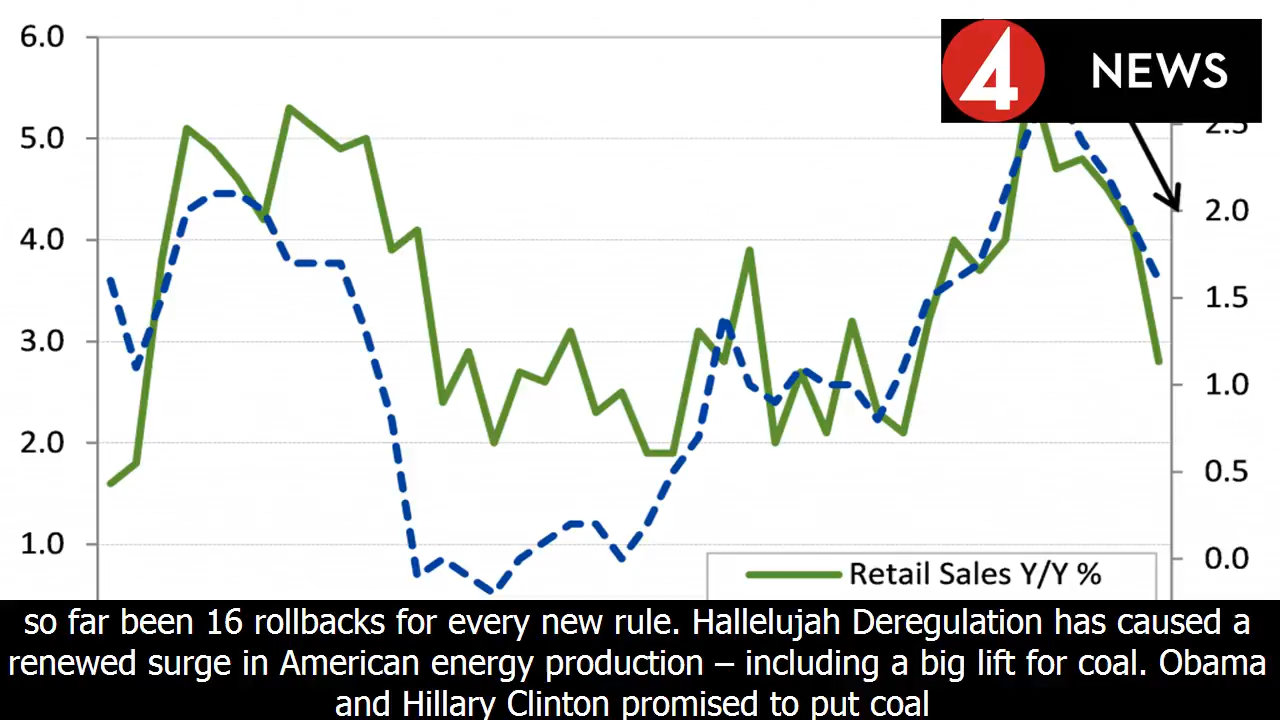 6.0
5.0
4.0
3.0
2.0
1.0
4 NEWS
2.5
2.0
1.5
1.0
0.5
0.0
Retail Sales Y/Y %
so far been 16 rollbacks for every new rule. Hallelujah Deregulation has caused a
renewed surge in American energy production – including a big lift for coal. Obama
and Hillary Clinton promised to put coal